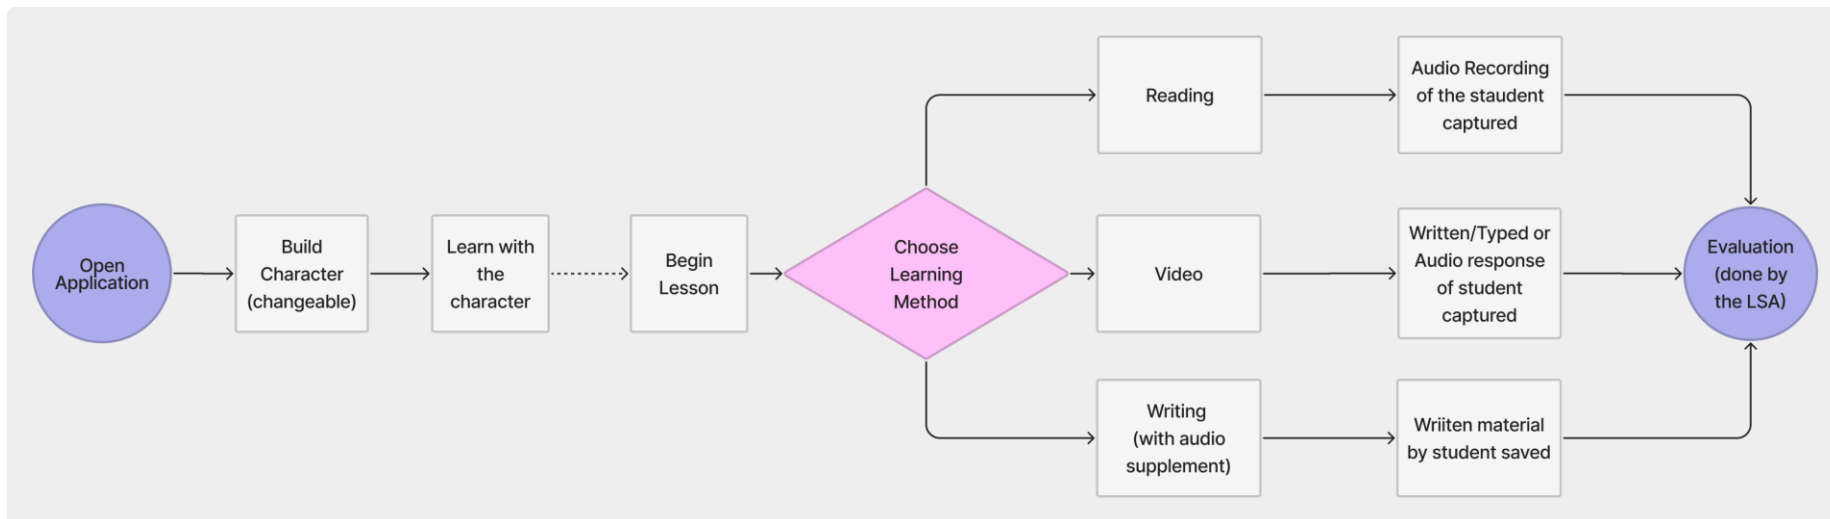 Open
Application
Build
Character
(changeable)
Learn with
the
character
Begin
Lesson
Choose
Learning
Method
Reading
Audio Recording
of the staudent
captured
Video
Written/Typed or
Audio response
of student
captured
Writing
(with audio
supplement)
Wriiten material
by student saved
Evaluation
(done by
the LSA)